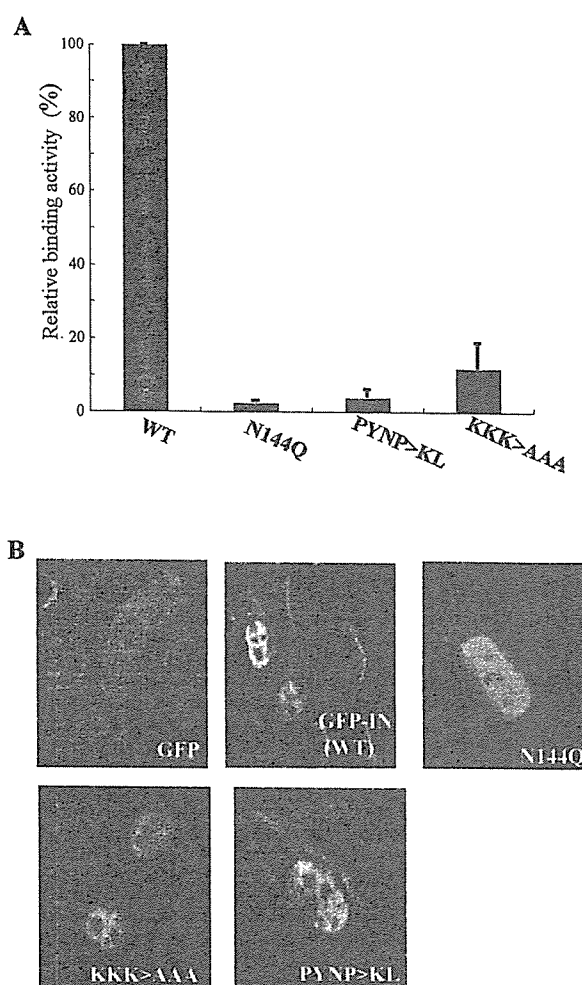 A
Relative binding activity (%)
100
80
60
40
20
0
WT
N144Q
PYNP>KL
KKK>AAA
B
GFP
GFP-IN
(WT)
N144Q
KKK>AAA
PYNP>KL